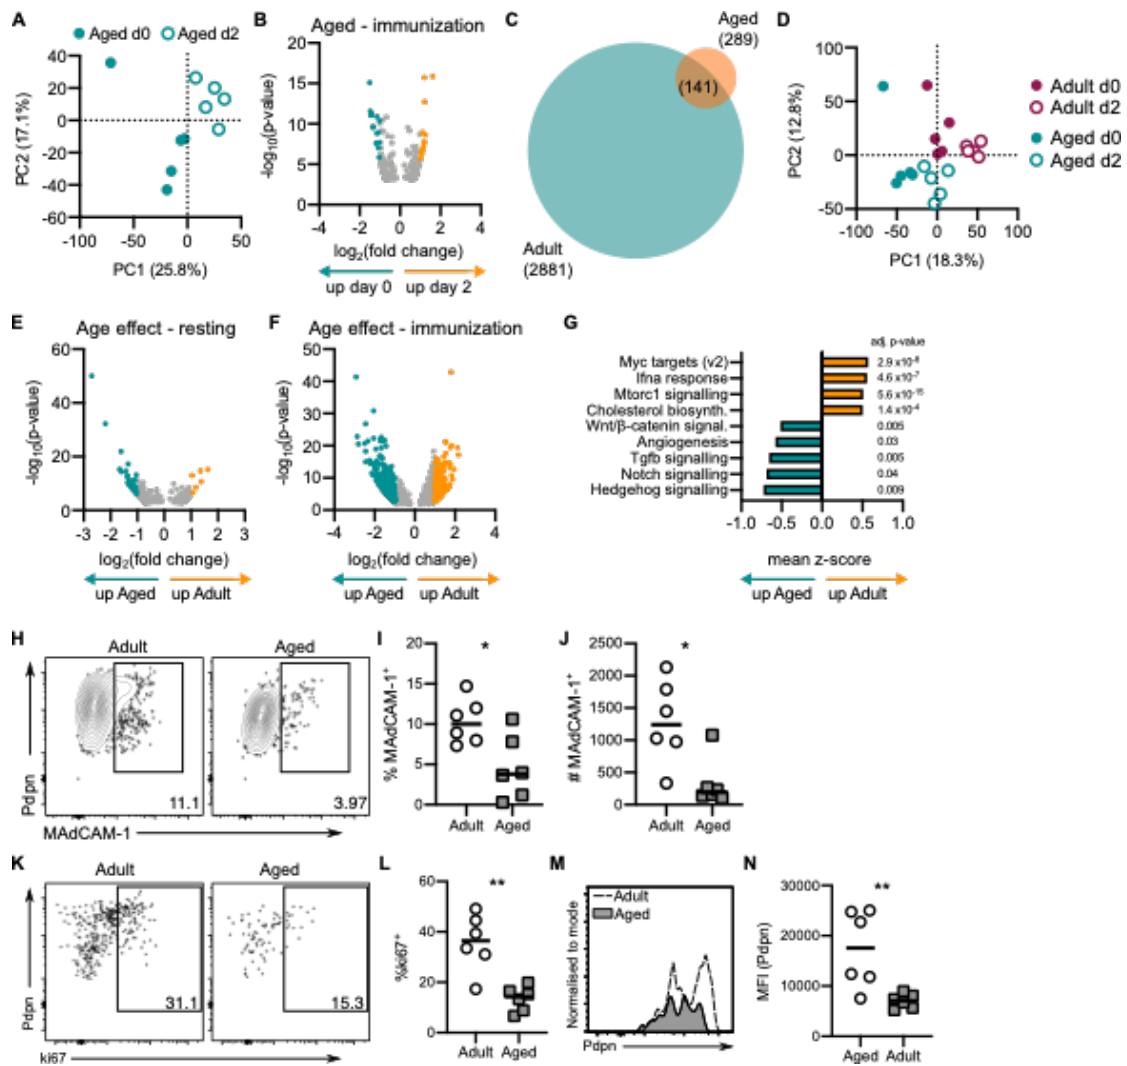 A
Aged d0
Aged d2
40
20
0
-20
-40
-60
PC2 (17.1%)
-100
-50
0
50
PC1 (25.8%)
B
Aged - immunization
20
15
10
5
0
-log10(p-value)
-4
-2
0
2
4
log2(fold change)
up day 0
up day 2
C
Aged
(289)
(141)
Adult
(2881)
D
100
50
0
-50
PC2 (12.8%)
-100
-50
0
50
100
PC1 (18.3%)
Adult d0
Adult d2
Aged d0
Aged d2
E
Age effect - resting
60
40
20
0
-log10(p-value)
-3
-2
-1
0
1
2
3
log2(fold change)
up Aged
up Adult
F
Age effect - immunization
50
40
30
20
10
0
-log10(p-value)
-4
-2
0
2
4
log2(fold change)
up Aged
up Adult
G
adj. p-value
Myc targets (v2)
2.9 x10-8
Ifna response
4.6 x10-7
Mtorc1 signalling
5.6 x10-15
Cholesterol biosynth.
1.4 x10-4
Wnt/β-catenin signal.
0.005
Angiogenesis
0.03
Tgfb signalling
0.005
Notch signalling
0.04
Hedgehog signalling
0.009
-1.0
-0.5
0.0
0.5
1.0
mean z-score
up Aged
up Adult
H
Adult
Aged
Pdpn
11.1
3.97
MAdCAM-1
I
20
15
10
5
0
% MAdCAM-1+
*
Adult
Aged
J
2500
2000
1500
1000
500
0
# MAdCAM-1+
*
Adult
Aged
K
Adult
Aged
Pdpn
31.1
15.3
ki67
L
60
40
20
0
%ki67+
**
Adult
Aged
M
Normalised to mode
Adult
Aged
Pdpn
N
30000
20000
10000
0
MFI (Pdpn)
**
Aged
Adult